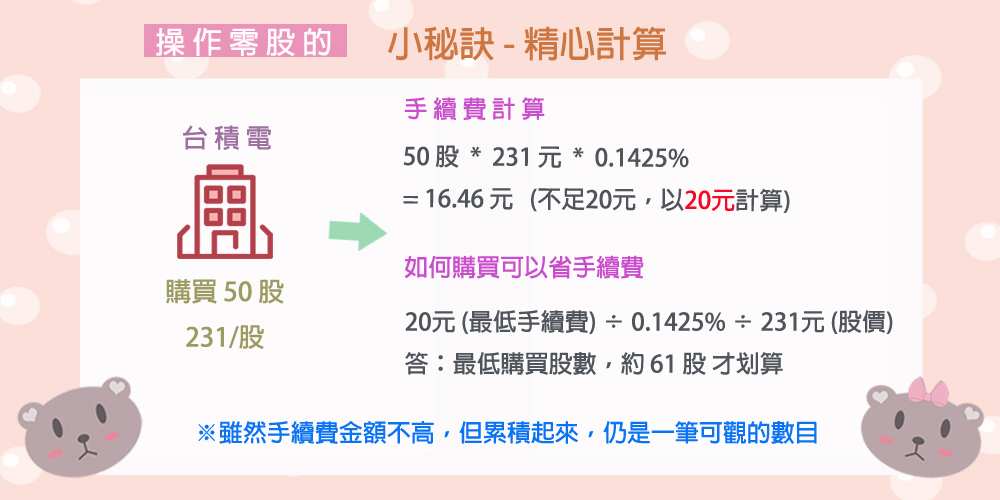 操作零股的 小秘訣 - 精心計算
台積電
購買 50 股
231/股
手續費計算
50 股 * 231 元 * 0.1425%
= 16.46 元 (不足20元，以20元計算)
如何購買可以省手續費
20元 (最低手續費) ÷ 0.1425% ÷ 231元 (股價)
答：最低購買股數，約 61 股 才划算
※雖然手續費金額不高，但累積起來，仍是一筆可觀的數目